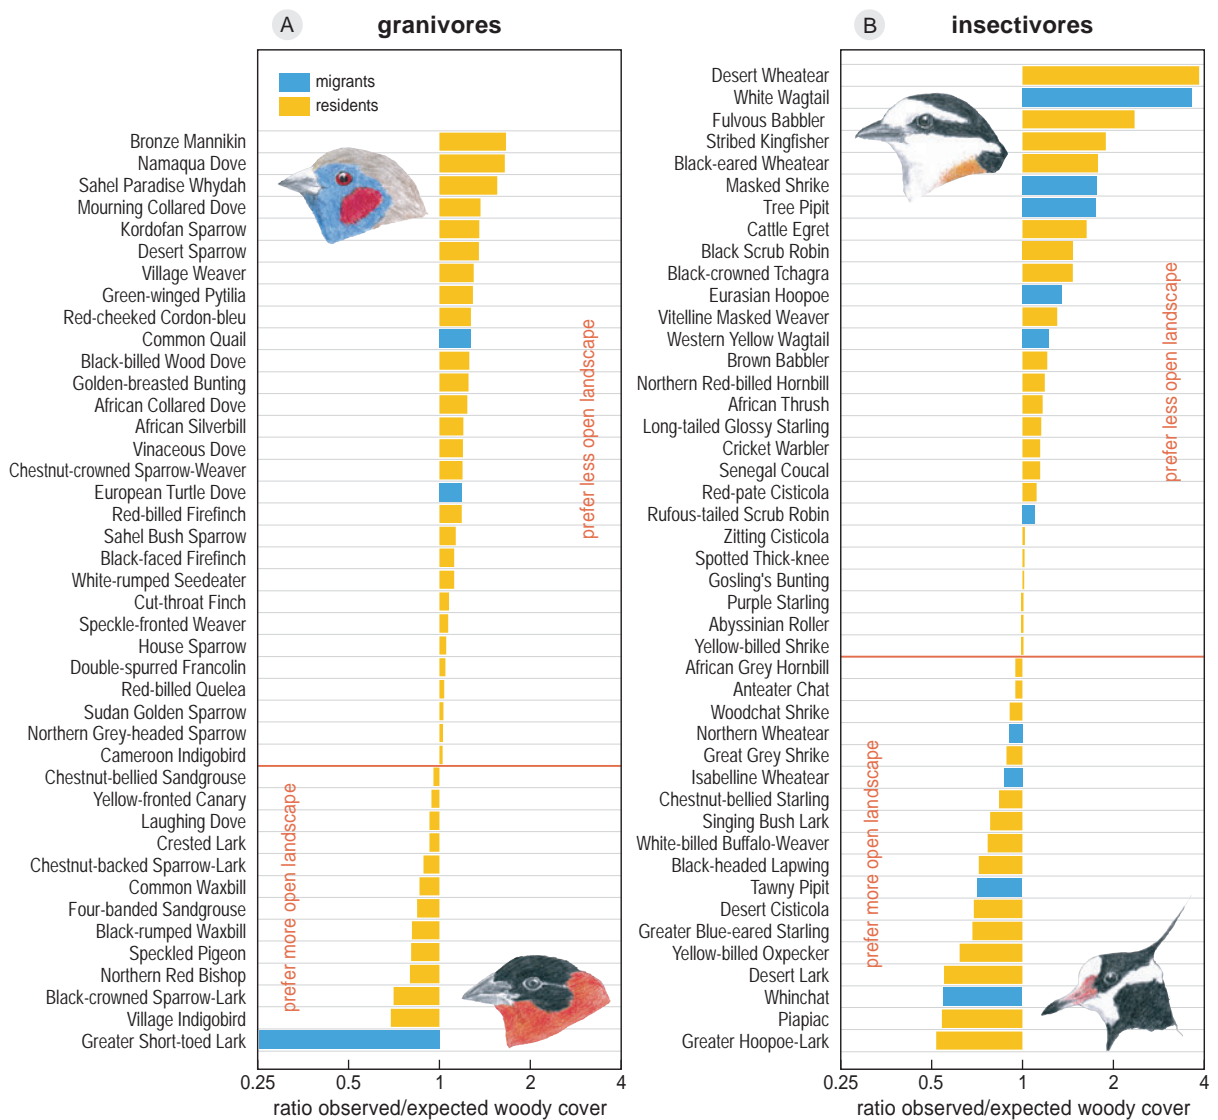 A
granivores
migrants
residents
Bronze Mannikin
Namaqua Dove
Sahel Paradise Whydah
Mourning Collared Dove
Kordofan Sparrow
Desert Sparrow
Village Weaver
Green-winged Pytilia
Red-cheeked Cordon-bleu
Common Quail
Black-billed Wood Dove
Golden-breasted Bunting
African Collared Dove
African Silverbill
Vinaceous Dove
Chestnut-crowned Sparrow-Weaver
European Turtle Dove
Red-billed Firefinch
Sahel Bush Sparrow
Black-faced Firefinch
White-rumped Seedeater
Cut-throat Finch
Speckle-fronted Weaver
House Sparrow
Double-spurred Francolin
Red-billed Quelea
Sudan Golden Sparrow
Northern Grey-headed Sparrow
Cameroon Indigobird
Chestnut-bellied Sandgrouse
Yellow-fronted Canary
Laughing Dove
Crested Lark
Chestnut-backed Sparrow-Lark
Common Waxbill
Four-banded Sandgrouse
Black-rumped Waxbill
Speckled Pigeon
Northern Red Bishop
Black-crowned Sparrow-Lark
Village Indigobird
Greater Short-toed Lark
prefer less open landscape
prefer more open landscape
0.25 0.5 1 2 4
ratio observed/expected woody cover
B
insectivores
Desert Wheatear
White Wagtail
Fulvous Babbler
Stribed Kingfisher
Black-eared Wheatear
Masked Shrike
Tree Pipit
Cattle Egret
Black Scrub Robin
Black-crowned Tchagra
Eurasian Hoopoe
Vitelline Masked Weaver
Western Yellow Wagtail
Brown Babbler
Northern Red-billed Hornbill
African Thrush
Long-tailed Glossy Starling
Cricket Warbler
Senegal Coucal
Red-pate Cisticola
Rufous-tailed Scrub Robin
Zitting Cisticola
Spotted Thick-knee
Gosling's Bunting
Purple Starling
Abyssinian Roller
Yellow-billed Shrike
African Grey Hornbill
Anteater Chat
Woodchat Shrike
Northern Wheatear
Great Grey Shrike
Isabelline Wheatear
Chestnut-bellied Starling
Singing Bush Lark
White-billed Buffalo-Weaver
Black-headed Lapwing
Tawny Pipit
Desert Cisticola
Greater Blue-eared Starling
Yellow-billed Oxpecker
Desert Lark
Whinchat
Piapiac
Greater Hoopoe-Lark
prefer less open landscape
prefer more open landscape
0.25 0.5 1 2 4
ratio observed/expected woody cover